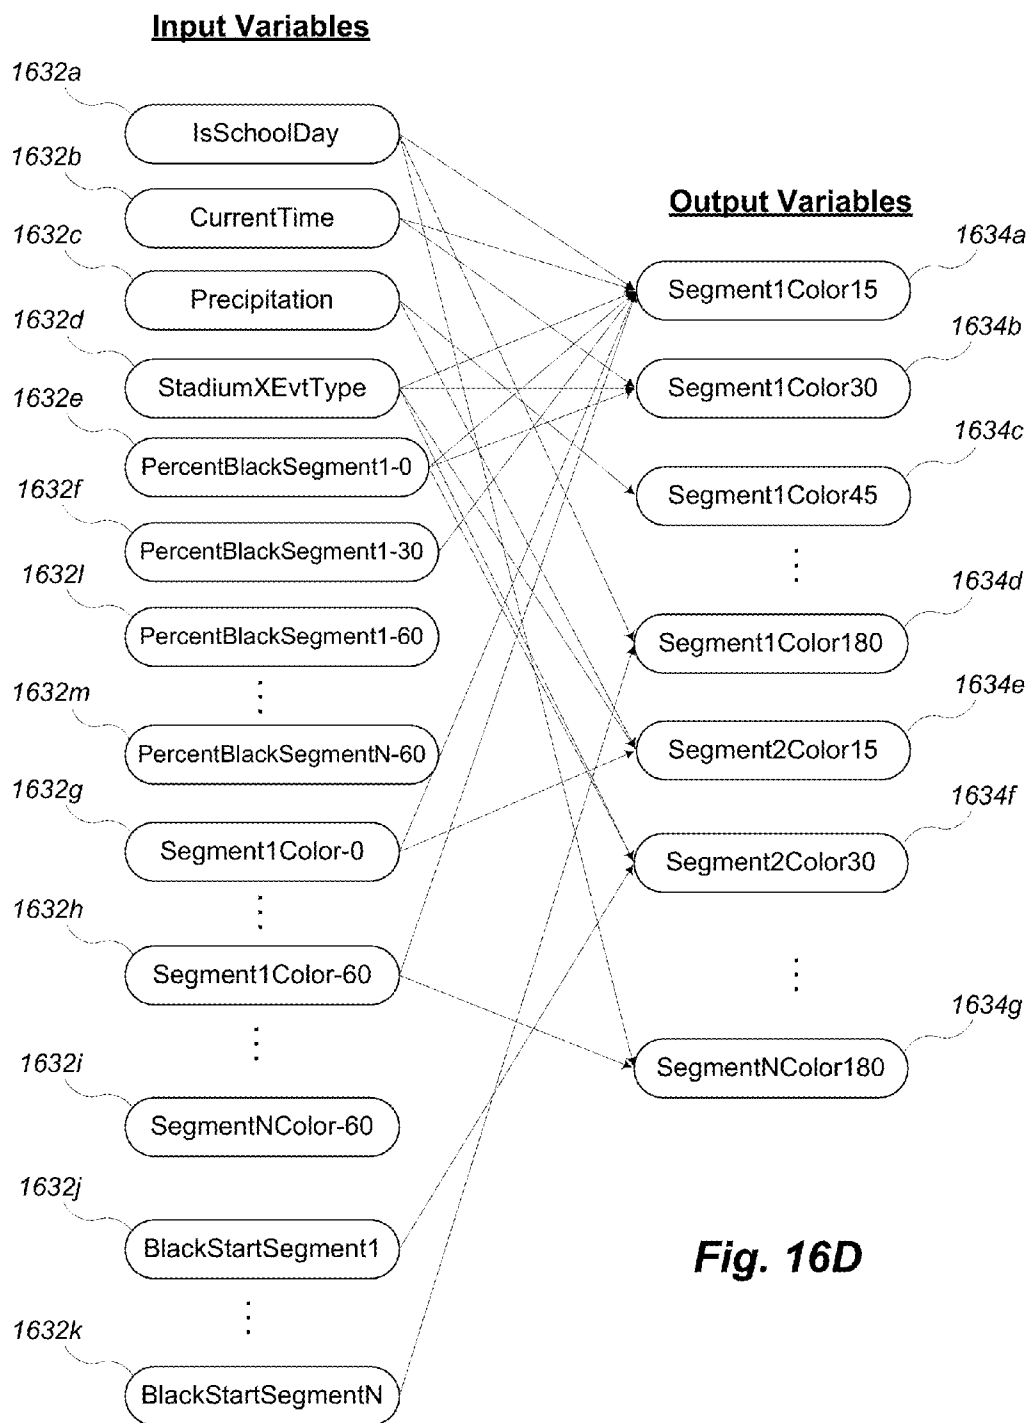 Input Variables
1632a
IsSchoolDay
1632b
CurrentTime
1632c
Precipitation
1632d
StadiumXEvtType
1632e
PercentBlackSegment1-0
1632f
PercentBlackSegment1-30
1632l
PercentBlackSegment1-60
1632m
PercentBlackSegmentN-60
1632g
Segment1Color-0
1632h
Segment1Color-60
1632i
SegmentNColor-60
1632j
BlackStartSegment1
1632k
BlackStartSegmentN
Output Variables
1634a
Segment1Color15
1634b
Segment1Color30
1634c
Segment1Color45
1634d
Segment1Color180
1634e
Segment2Color15
1634f
Segment2Color30
1634g
SegmentNColor180
Fig. 16D